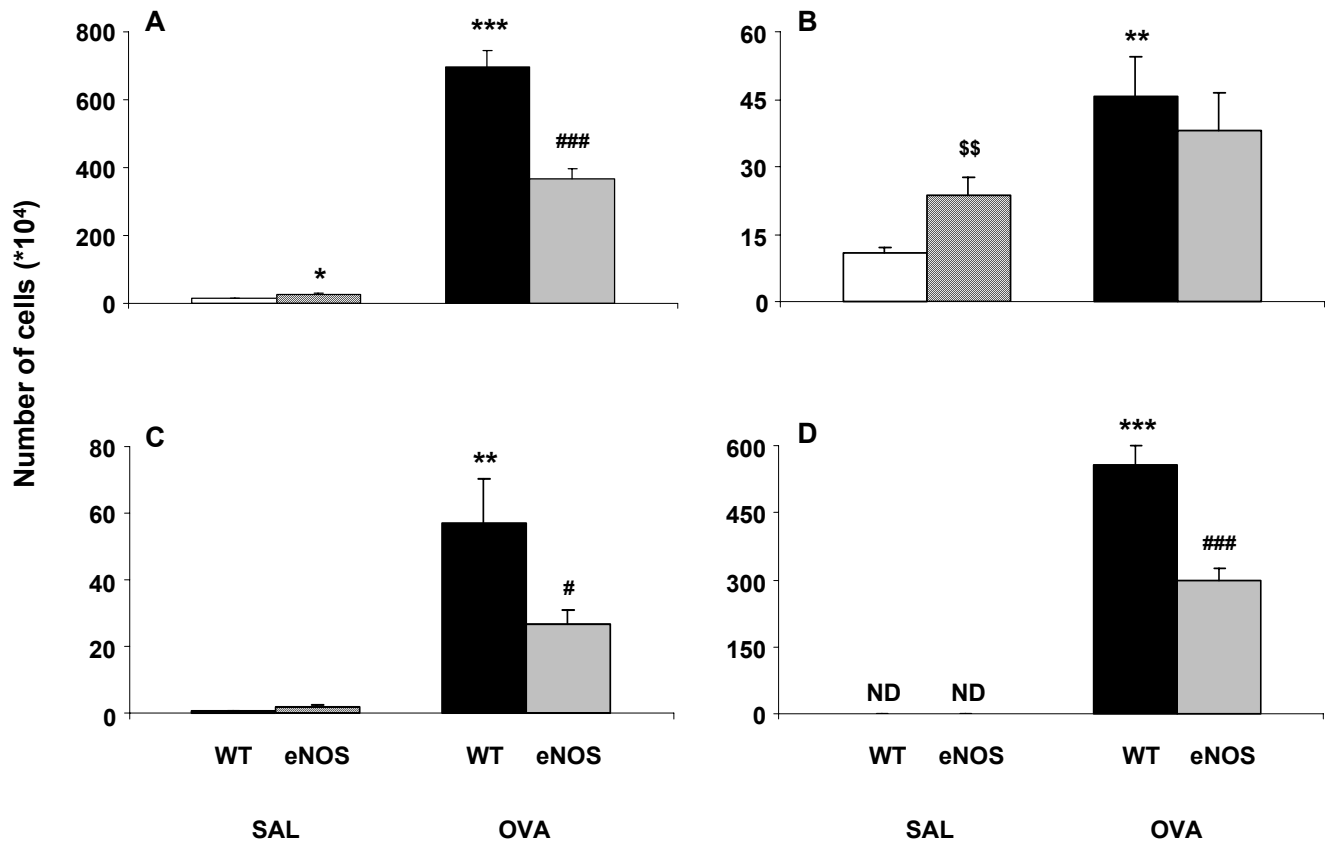 Number of cells (*10⁴)
A
800
600
400
200
0
*
***
###
B
60
45
30
15
0
$$
**
C
80
60
40
20
0
**
#
WT eNOS WT eNOS
SAL OVA
D
600
450
300
150
0
ND ND
***
###
WT eNOS WT eNOS
SAL OVA